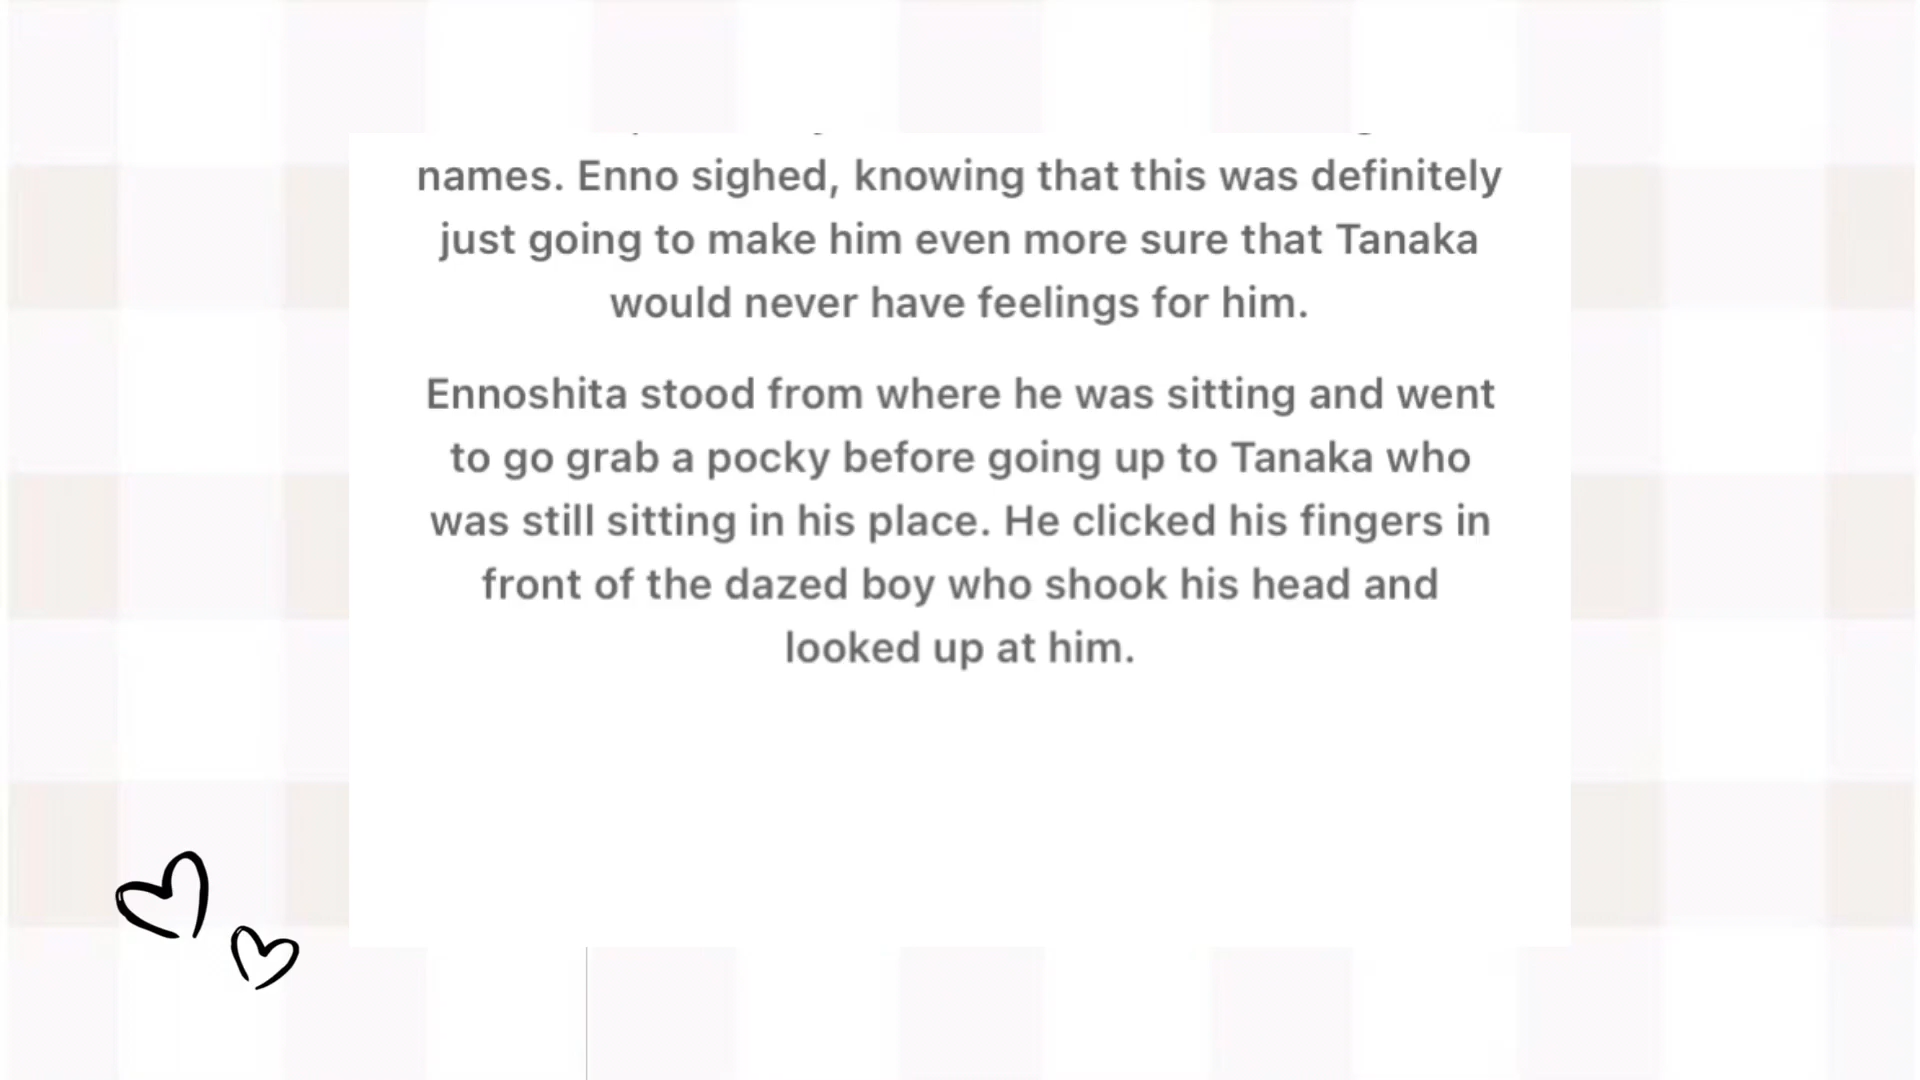 names. Enno sighed, knowing that this was definitely
just going to make him even more sure that Tanaka
would never have feelings for him.
Ennoshita stood from where he was sitting and went
to go grab a pocky before going up to Tanaka who
was still sitting in his place. He clicked his fingers in
front of the dazed boy who shook his head and
looked up at him.